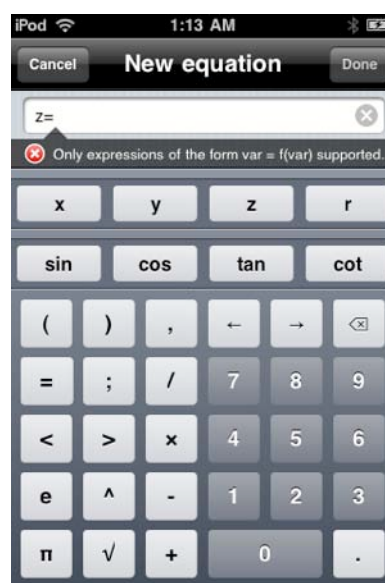 iPod 1:13 AM
Cancel New equation Done
z=
Only expressions of the form var = f(var) supported.
x y z r
sin cos tan cot
( ) , ← →
= ; / 7 8 9
< > × 4 5 6
e ^ - 1 2 3
π √ + 0 .